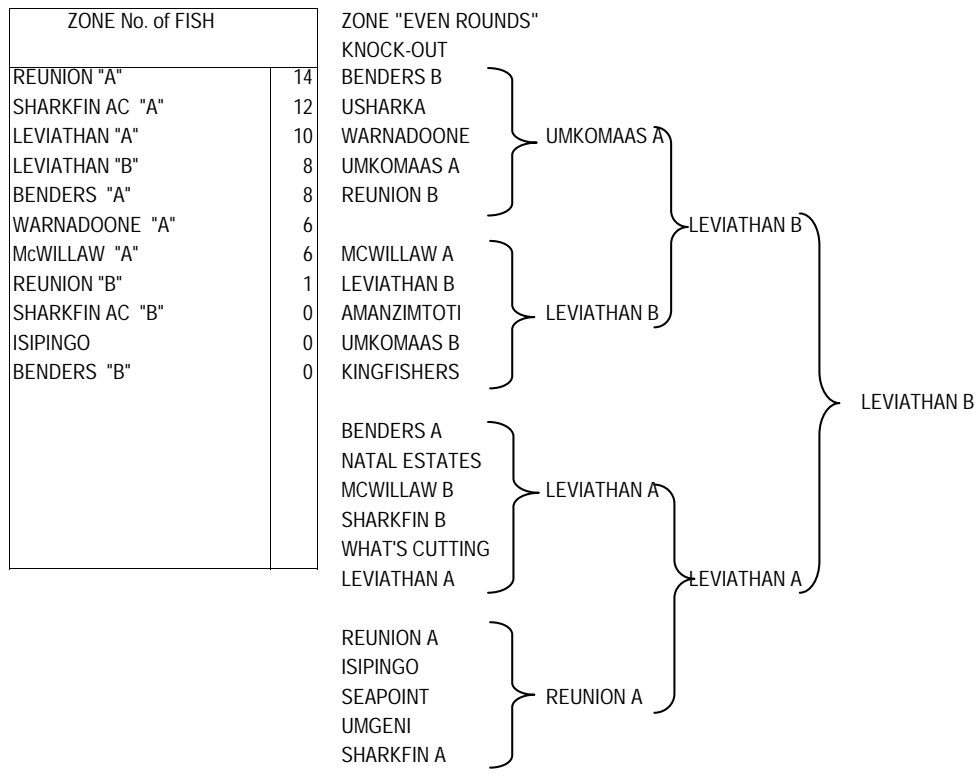 ZONE No. of FISH
REUNION "A" 14
SHARKFIN AC "A" 12
LEVIATHAN "A" 10
LEVIATHAN "B" 8
BENDERS "A" 8
WARNADOONE "A" 6
McWILLAW "A" 6
REUNION "B" 1
SHARKFIN AC "B" 0
ISIPINGO 0
BENDERS "B" 0
ZONE "EVEN ROUNDS"
KNOCK-OUT
BENDERS B
USHARKA
WARNADOONE
UMKOMAAS A
REUNION B
MCWILLAW A
LEVIATHAN B
AMANZIMTOTI
UMKOMAAS B
KINGFISHERS
BENDERS A
NATAL ESTATES
MCWILLAW B
SHARKFIN B
WHAT'S CUTTING
LEVIATHAN A
REUNION A
ISIPINGO
SEAPOINT
UMGENI
SHARKFIN A
UMKOMAAS A
LEVIATHAN B
LEVIATHAN A
REUNION A
LEVIATHAN B
LEVIATHAN A
LEVIATHAN B